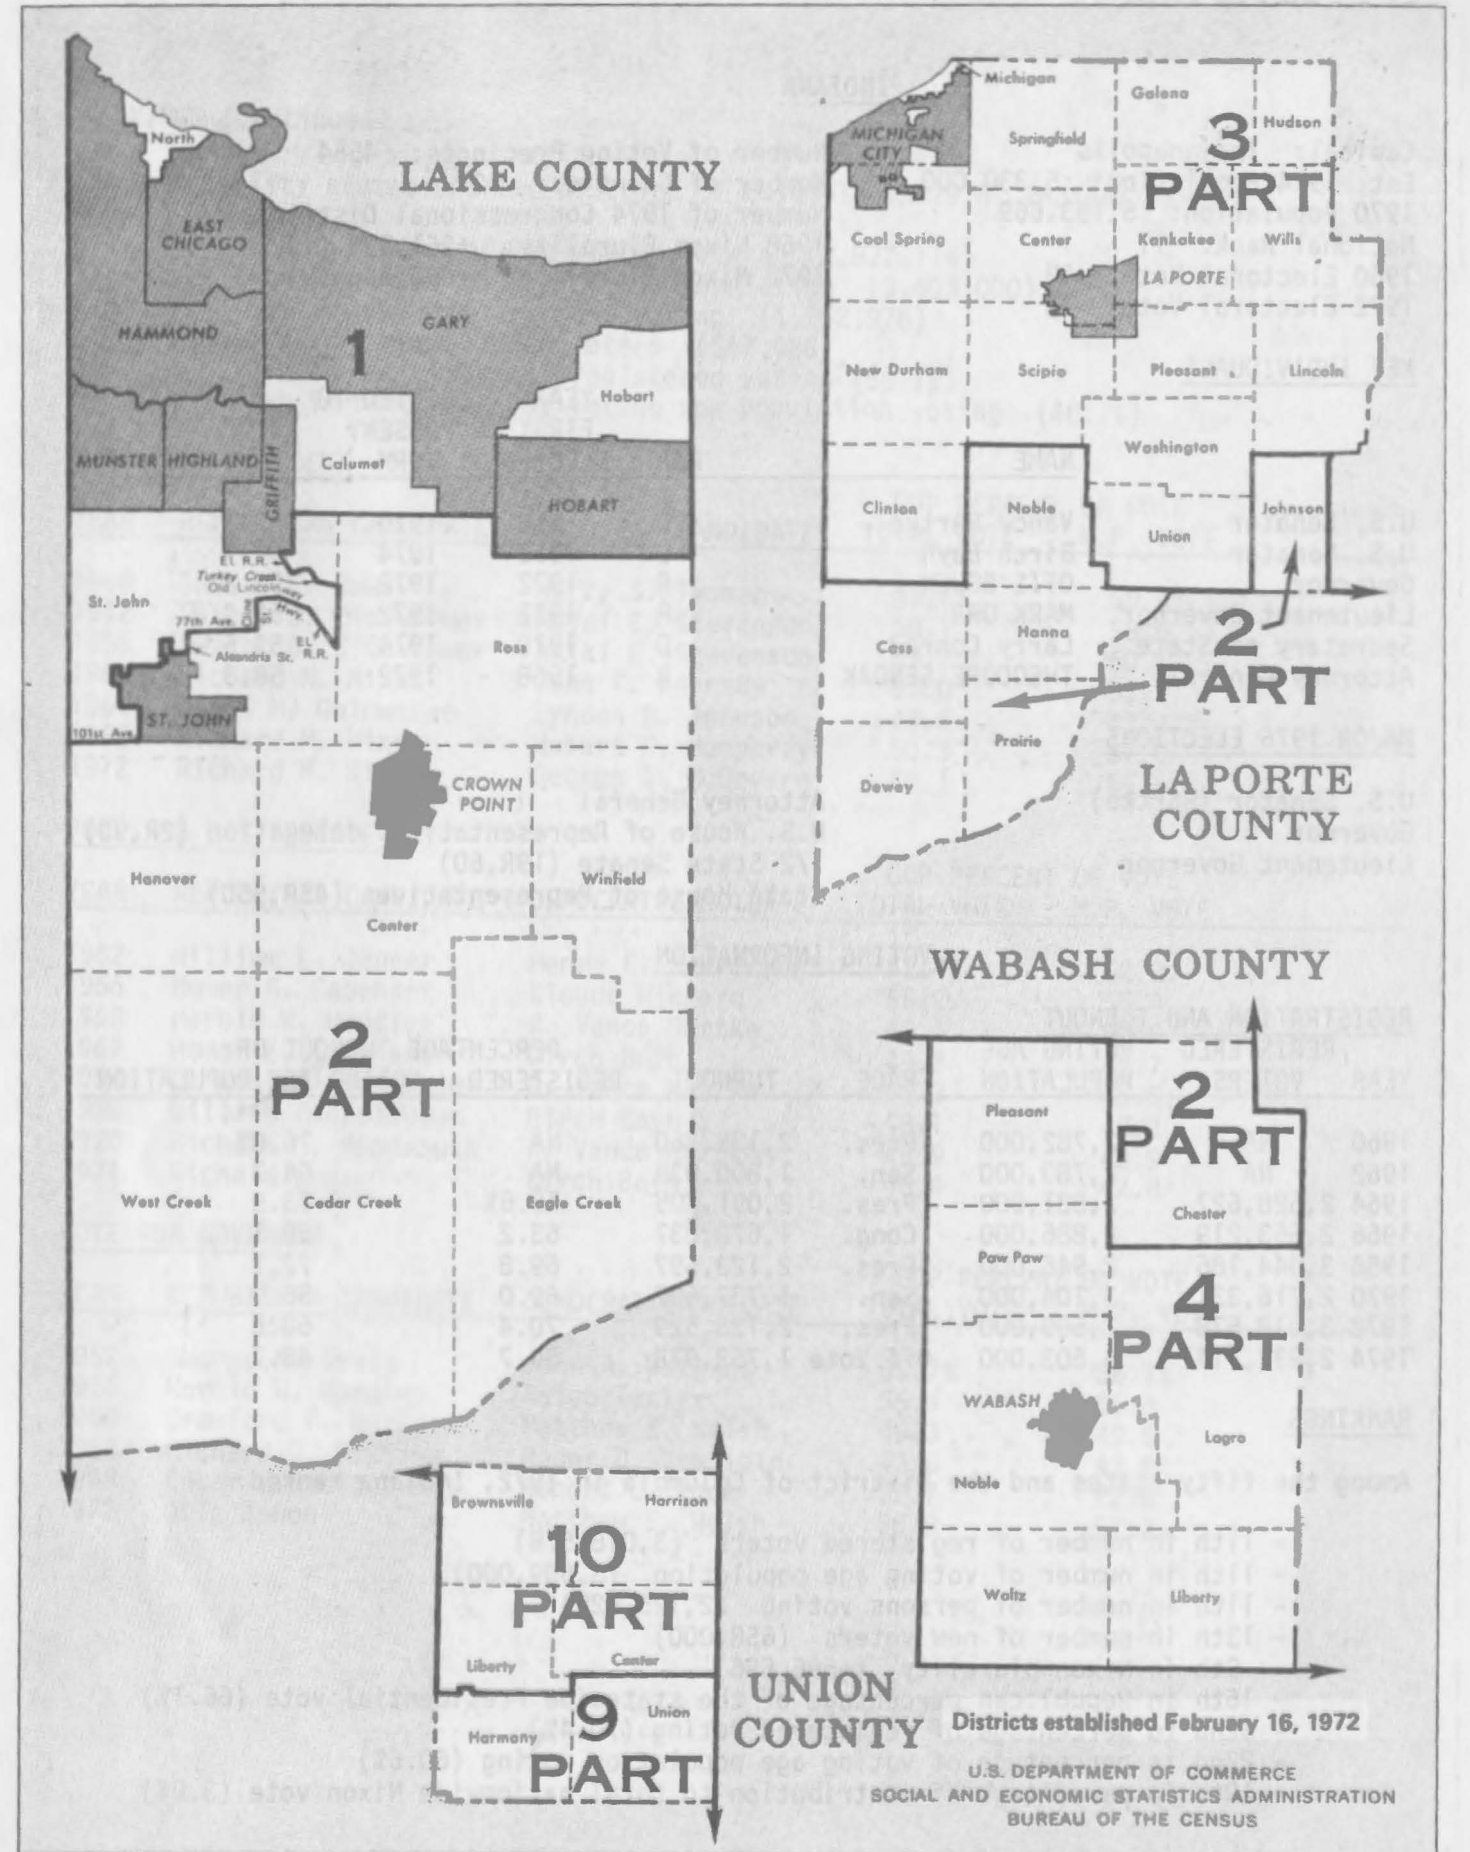 LAKE COUNTY
North
EAST
CHICAGO
HAMMOND
GARY
1
Hobart
MUNSTER
HIGHLAND
GRIFFITH
Calumet
HOBART
EL R.R.
Turkey Creek
Old Lincolnway
Hwy.
77th Ave.
EL
R.R.
St. John
Ross
ST. JOHN
101st Ave.
CROWN
POINT
Hanover
Center
Winfield
2
PART
West Creek
Cedar Creek
Eagle Creek
Michigan
Galena
MICHIGAN
CITY
Springfield
3
PART
Hudson
Cool Spring
Center
Kankakee
Wills
LA PORTE
New Durham
Scipio
Pleasant
Lincoln
Washington
Clinton
Noble
Union
Johnson
Cass
Hanna
2
PART
Prairie
Dewey
LA PORTE
COUNTY
WABASH COUNTY
Pleasant
2
PART
Chester
Paw Paw
4
PART
WABASH
Lagro
Noble
Waltz
Liberty
Brownsville
Harrison
10
PART
Liberty
Center
9
PART
Union
Harmony
UNION
COUNTY
Districts established February 16, 1972
U.S. DEPARTMENT OF COMMERCE
SOCIAL AND ECONOMIC STATISTICS ADMINISTRATION
BUREAU OF THE CENSUS